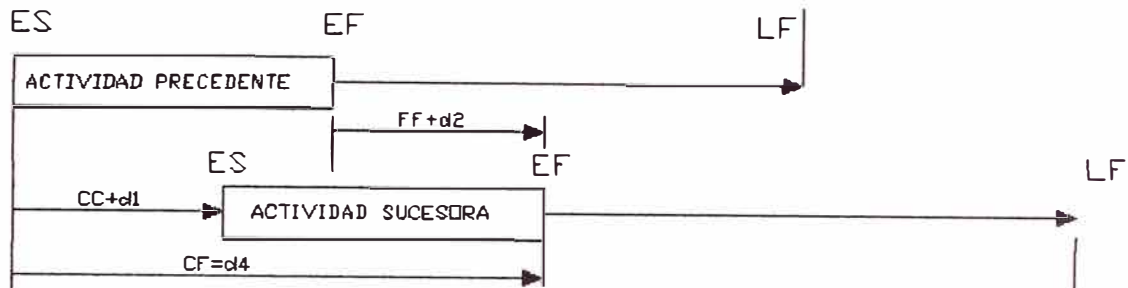 ES EF LF
ACTIVIDAD PRECEDENTE
FF+d2
ES EF LF
CC+d1
ACTIVIDAD SUCESORA
CF=d4